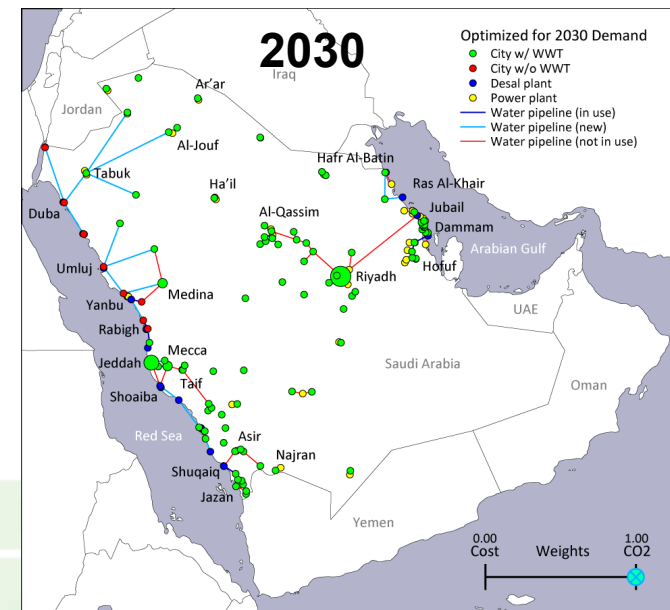 2030
Optimized for 2030 Demand
City w/ WWT
City w/o WWT
Desal plant
Power plant
Water pipeline (in use)
Water pipeline (new)
Water pipeline (not in use)
Iraq
Ar'ar
Jordan
Al-Jouf
Hafr Al-Batin
Tabuk
Ras Al-Khair
Ha'il
Jubail
Duba
Al-Qassim
Dammam
Arabian Gulf
Hofuf
Umluj
Riyadh
Medina
Yanbu
UAE
Rabigh
Mecca
Jeddah
Saudi Arabia
Taif
Oman
Shoaiba
Red Sea
Asir
Najran
Shuqaiq
Jazan
Yemen
0.00 1.00
Cost Weights CO2